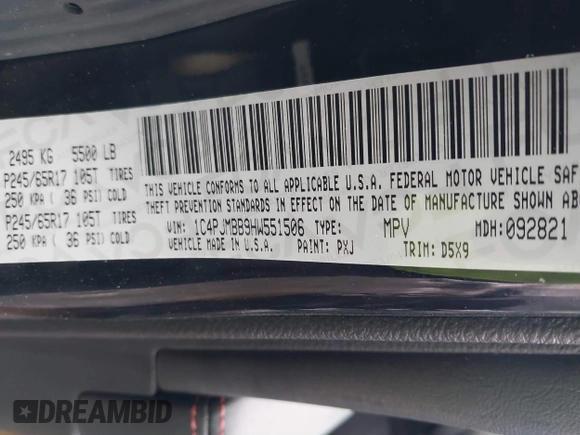 2495 KG 5500 LB
P245/65R17 105T TIRES
250 KPA ( 36 PSI) COLD
P245/65R17 105T TIRES
250 KPA ( 36 PSI) COLD
THIS VEHICLE CONFORMS TO ALL APPLICABLE U.S.A. FEDERAL MOTOR VEHICLE SAFE
THEFT PREVENTION STANDARDS IN EFFECT ON THE DATE OF MANUFACTURE SHOWN AB
VIN: 1C4PJMBB9HW551506 TYPE: MPV MDH: 092821
VEHICLE MADE IN U.S.A. PAINT: PXJ TRIM: D5X9
DREAMBID